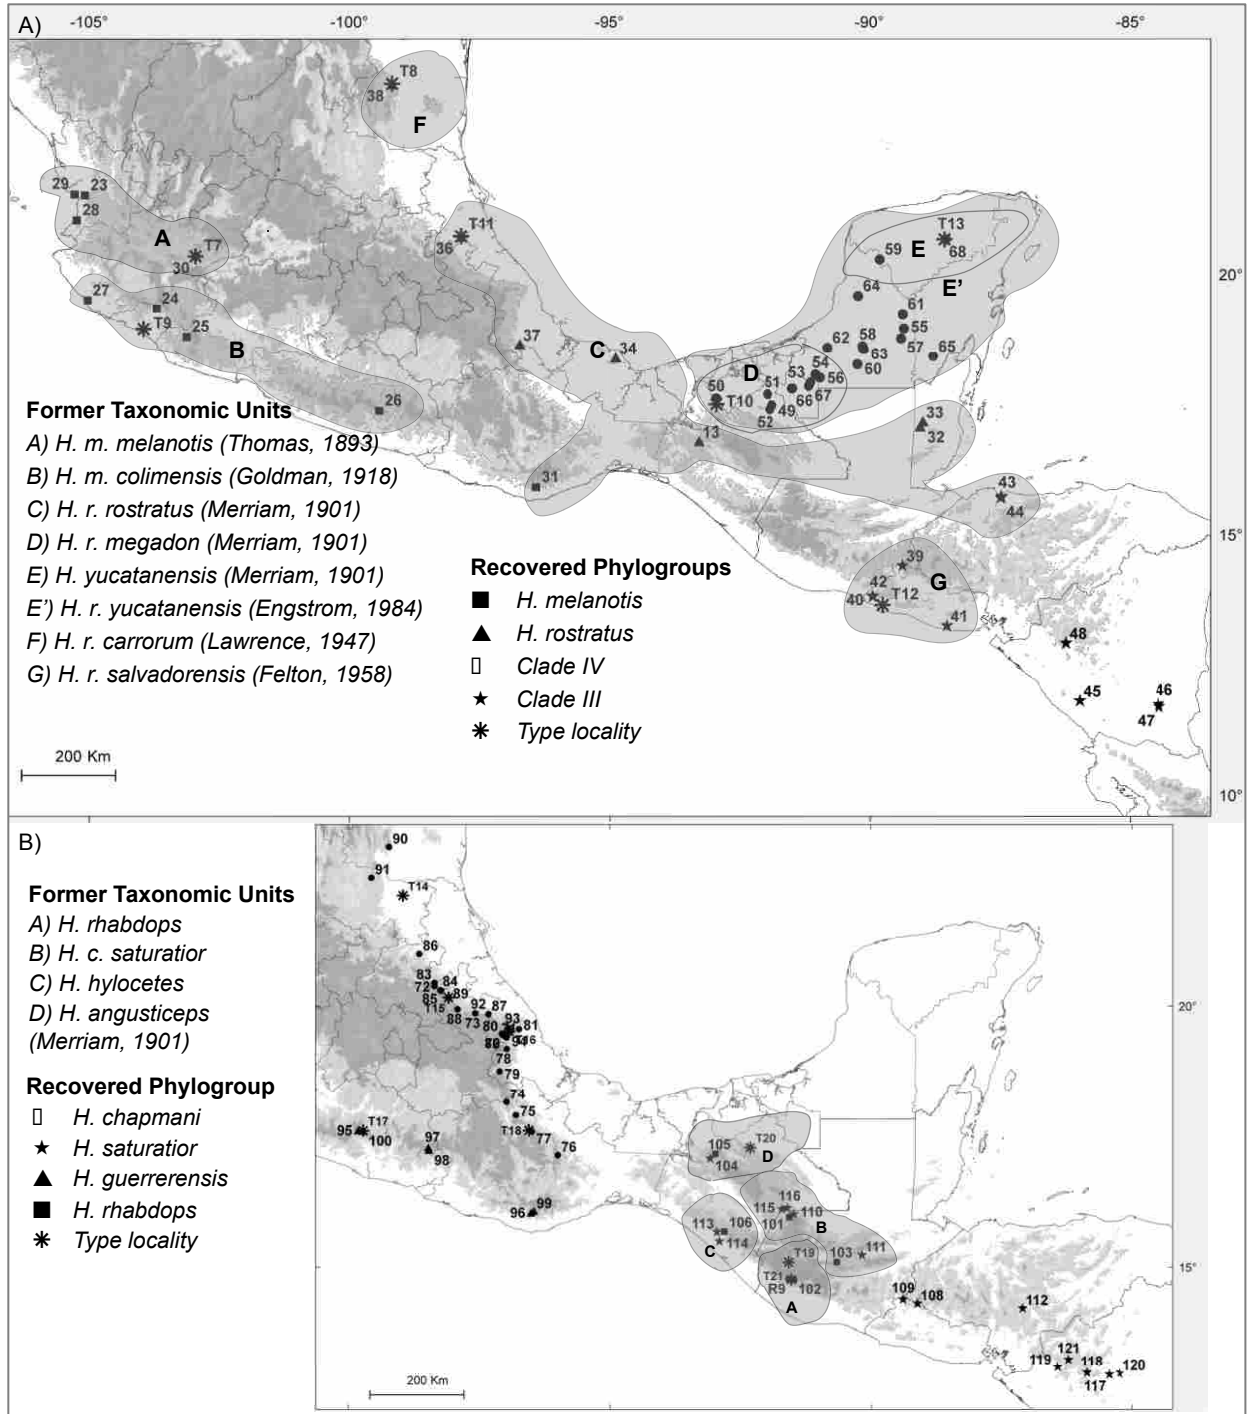 A)
-105° -100° -95° -90° -85°
T8
38
F
29 23
28
A
T7
30
T11
36
T13
59 E 68
20°
27
24
T9 25
64 E'
61
55
37 C 34
B
62 58
57 65
63
60
D 53 54
56
50 51
T10 49 66 67
52
26
33
32
13
31
43
44
15°
39
42 G
T12
40
41
48
45 46
47
10°
Former Taxonomic Units
A) H. m. melanotis (Thomas, 1893)
B) H. m. colimensis (Goldman, 1918)
C) H. r. rostratus (Merriam, 1901)
D) H. r. megadon (Merriam, 1901)
E) H. yucatanensis (Merriam, 1901)
E') H. r. yucatanensis (Engstrom, 1984)
F) H. r. carrorum (Lawrence, 1947)
G) H. r. salvadorensis (Felton, 1958)
Recovered Phylogroups
H. melanotis
H. rostratus
Clade IV
Clade III
Type locality
200 Km
B)
Former Taxonomic Units
A) H. rhabdops
B) H. c. saturatior
C) H. hylocetes
D) H. angusticeps
(Merriam, 1901)
Recovered Phylogroup
H. chapmani
H. saturatior
H. guerrerensis
H. rhabdops
Type locality
90
91
T14
86
83
72 84
85 89
115 92 87
88 73 93
80 81
94 T16
78
79
74
75
T18 77
76
95 T17
100
97
98
99
96
20°
105 T20
104 D
116
115 110
101 B
113 106
114
C
T19 103 111
T21
R9 102
A
15°
109 108
112
121
119 118 120
117
200 Km